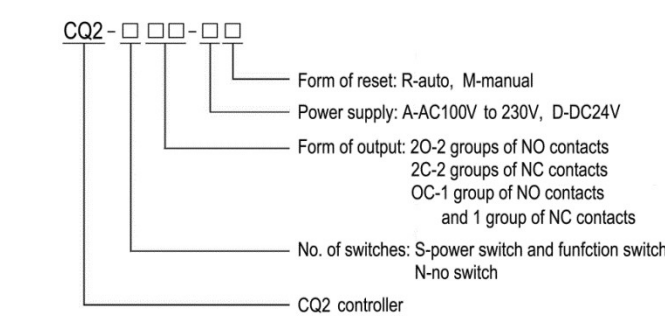 CQ2-□ □□-□□
Form of reset: R-auto, M-manual
Power supply: A-AC100V to 230V, D-DC24V
Form of output: 2O-2 groups of NO contacts
2C-2 groups of NC contacts
OC-1 group of NO contacts
and 1 group of NC contacts
No. of switches: S-power switch and funfction switch
N-no switch
CQ2 controller